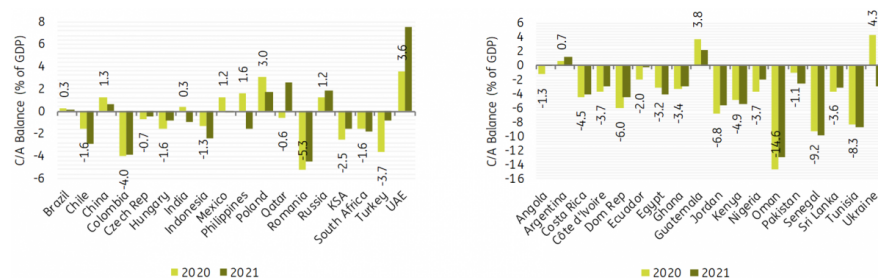 C/A Balance (% of GDP)
8
6
4
2
0
-2
-4
-6
0.3
-1.6
1.3
-4.0
-0.7
-1.6
0.3
-1.3
1.2
1.6
3.0
-0.6
-5.3
1.2
-2.5
-1.6
-3.7
3.6
Brazil
Chile
China
Colombia
Czech Rep
Hungary
India
Indonesia
Mexico
Philippines
Poland
Qatar
Romania
Russia
KSA
South Africa
Turkey
UAE
2020 2021
C/A Balance (% of GDP)
6
4
2
0
-2
-4
-6
-8
-10
-12
-14
-16
-1.3
0.7
-4.5
-3.7
-6.0
-2.0
-3.2
-3.4
3.8
-6.8
-4.9
-3.7
-14.6
-1.1
-9.2
-3.6
-8.3
4.3
Angola
Argentina
Costa Rica
Côte d'Ivoire
Dom Rep
Ecuador
Egypt
Ghana
Guatemala
Jordan
Kenya
Nigeria
Oman
Pakistan
Senegal
Sri Lanka
Tunisia
Ukraine
2020 2021